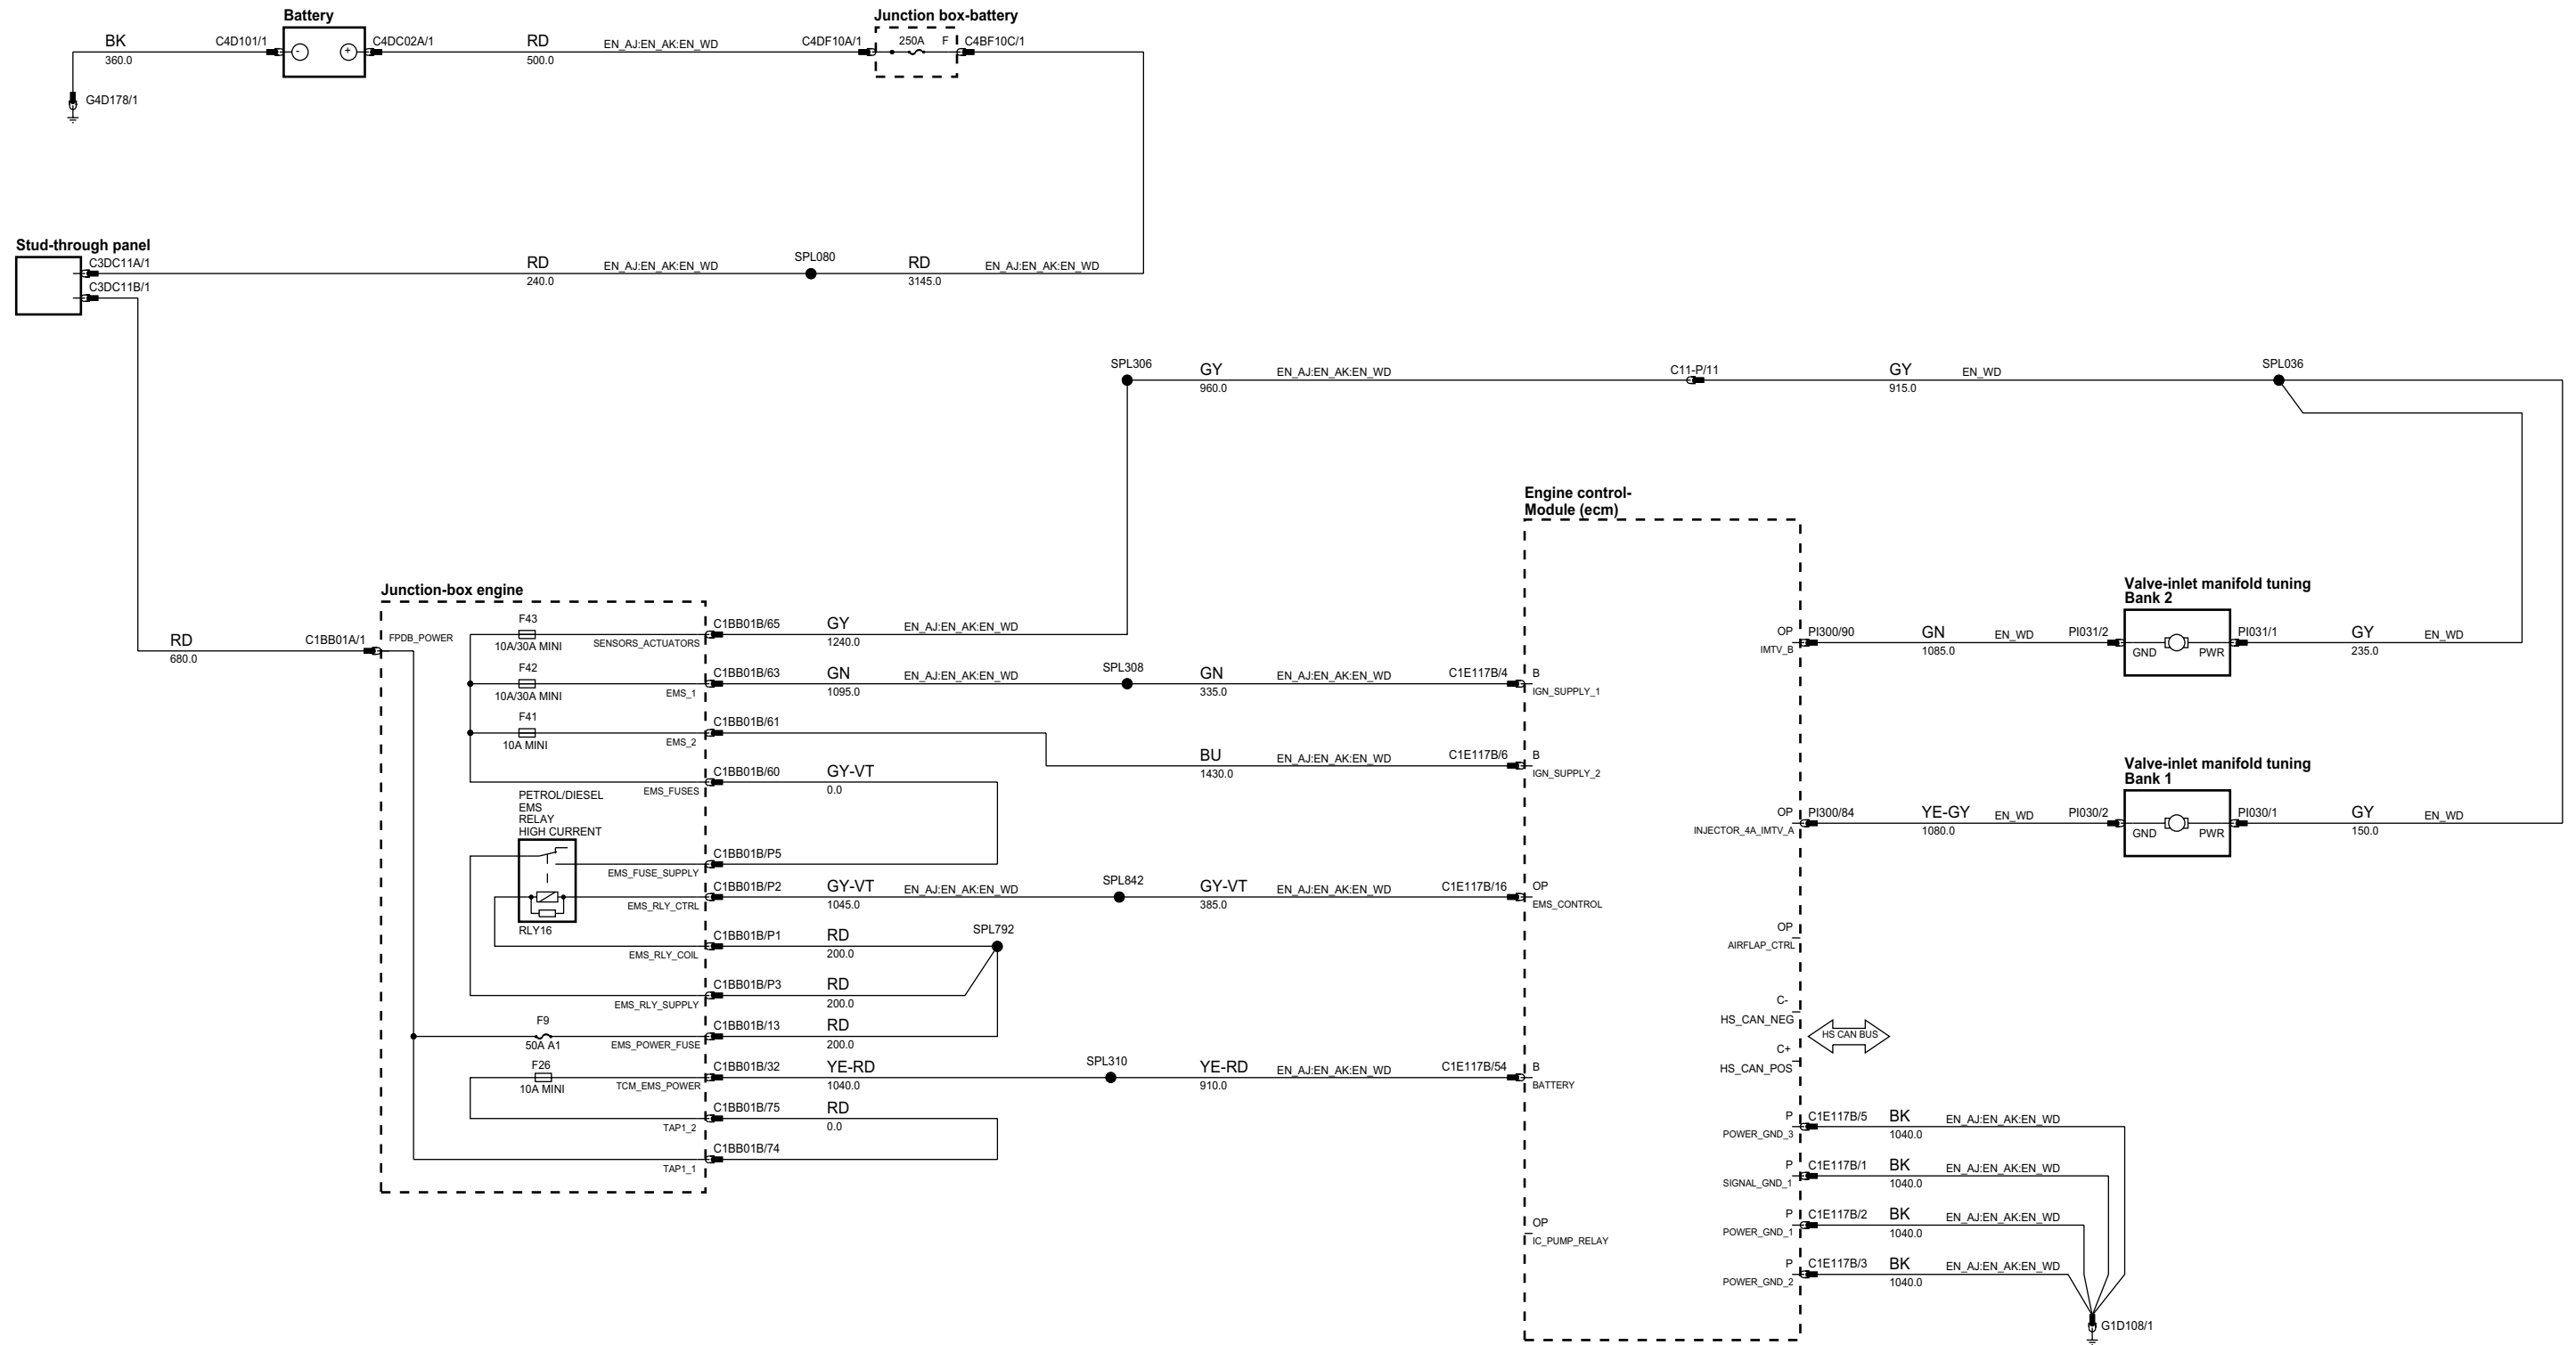 Battery
Junction box-battery
BK
360.0
C4D101/1
-
+
C4DC02A/1
RD
500.0
EN_AJ:EN_AK:EN_WD
C4DF10A/1
250A
F
C4BF10C/1
G4D178/1
Stud-through panel
C3DC11A/1
C3DC11B/1
RD
240.0
EN_AJ:EN_AK:EN_WD
SPL080
RD
3145.0
EN_AJ:EN_AK:EN_WD
SPL306
GY
960.0
EN_AJ:EN_AK:EN_WD
C11-P/11
GY
915.0
EN_WD
SPL036
Engine control-
Module (ecm)
Junction-box engine
RD
680.0
C1BB01A/1
FPDB_POWER
F43
10A/30A MINI
SENSORS_ACTUATORS
C1BB01B/65
GY
1240.0
EN_AJ:EN_AK:EN_WD
F42
10A/30A MINI
EMS_1
C1BB01B/63
GN
1095.0
EN_AJ:EN_AK:EN_WD
SPL308
GN
335.0
EN_AJ:EN_AK:EN_WD
C1E117B/4
B
IGN_SUPPLY_1
F41
10A MINI
EMS_2
C1BB01B/61
BU
1430.0
EN_AJ:EN_AK:EN_WD
C1E117B/6
B
IGN_SUPPLY_2
EMS_FUSES
C1BB01B/60
GY-VT
0.0
PETROL/DIESEL
EMS
RELAY
HIGH CURRENT
RLY16
EMS_FUSE_SUPPLY
C1BB01B/P5
EMS_RLY_CTRL
C1BB01B/P2
GY-VT
1045.0
EN_AJ:EN_AK:EN_WD
SPL842
GY-VT
385.0
EN_AJ:EN_AK:EN_WD
C1E117B/16
OP
EMS_CONTROL
EMS_RLY_COIL
C1BB01B/P1
RD
200.0
SPL792
EMS_RLY_SUPPLY
C1BB01B/P3
RD
200.0
F9
50A A1
EMS_POWER_FUSE
C1BB01B/13
RD
200.0
F26
10A MINI
TCM_EMS_POWER
C1BB01B/32
YE-RD
1040.0
SPL310
YE-RD
910.0
EN_AJ:EN_AK:EN_WD
C1E117B/54
B
BATTERY
TAP1_2
C1BB01B/75
RD
0.0
TAP1_1
C1BB01B/74
OP
IC_PUMP_RELAY
OP
IMTV_B
PI300/90
GN
1085.0
EN_WD
PI031/2
Valve-inlet manifold tuning
Bank 2
GND
PWR
PI031/1
GY
235.0
EN_WD
OP
INJECTOR_4A_IMTV_A
PI300/84
YE-GY
1080.0
EN_WD
PI030/2
Valve-inlet manifold tuning
Bank 1
GND
PWR
PI030/1
GY
150.0
EN_WD
OP
AIRFLAP_CTRL
C-
HS_CAN_NEG
HS CAN BUS
C+
HS_CAN_POS
P
POWER_GND_3
C1E117B/5
BK
1040.0
EN_AJ:EN_AK:EN_WD
P
SIGNAL_GND_1
C1E117B/1
BK
1040.0
EN_AJ:EN_AK:EN_WD
P
POWER_GND_1
C1E117B/2
BK
1040.0
EN_AJ:EN_AK:EN_WD
P
POWER_GND_2
C1E117B/3
BK
1040.0
EN_AJ:EN_AK:EN_WD
G1D108/1